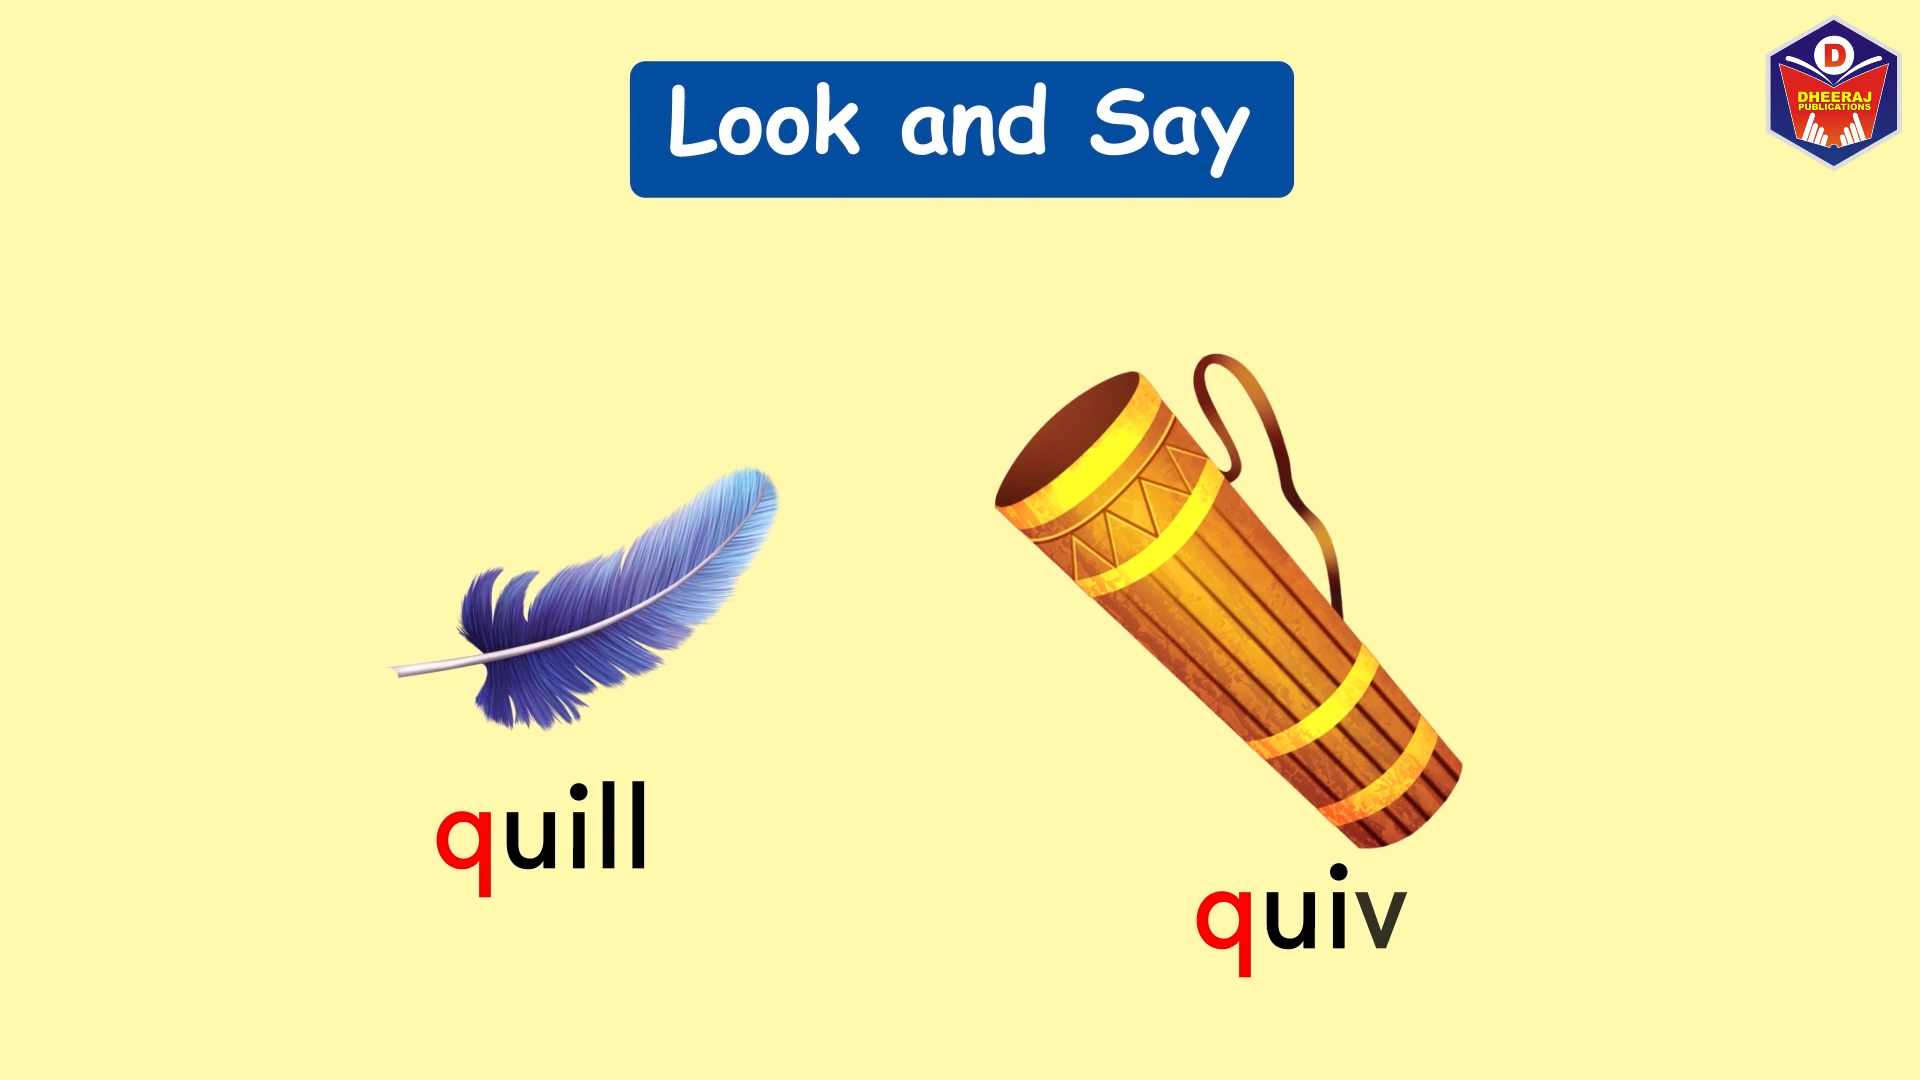 Look and Say
D
DHEERAJ
PUBLICATIONS
quill
quiv